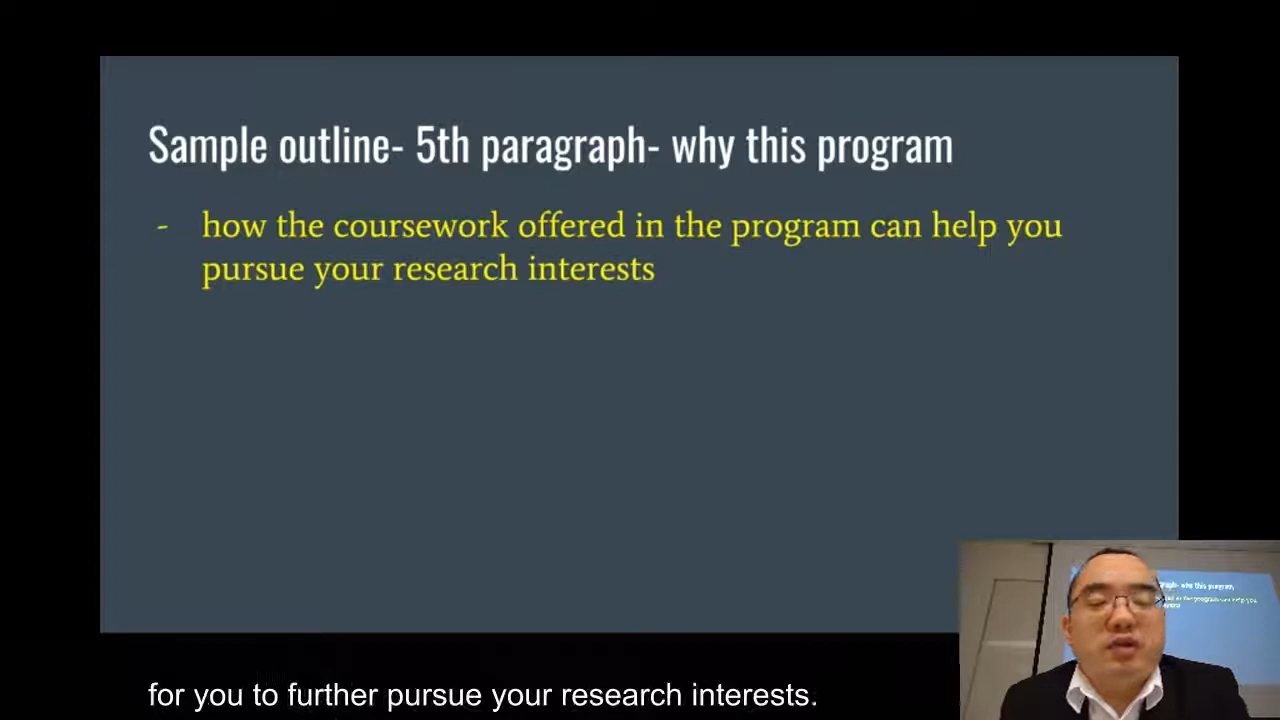 Sample outline- 5th paragraph- why this program
- how the coursework offered in the program can help you
pursue your research interests
for you to further pursue your research interests.